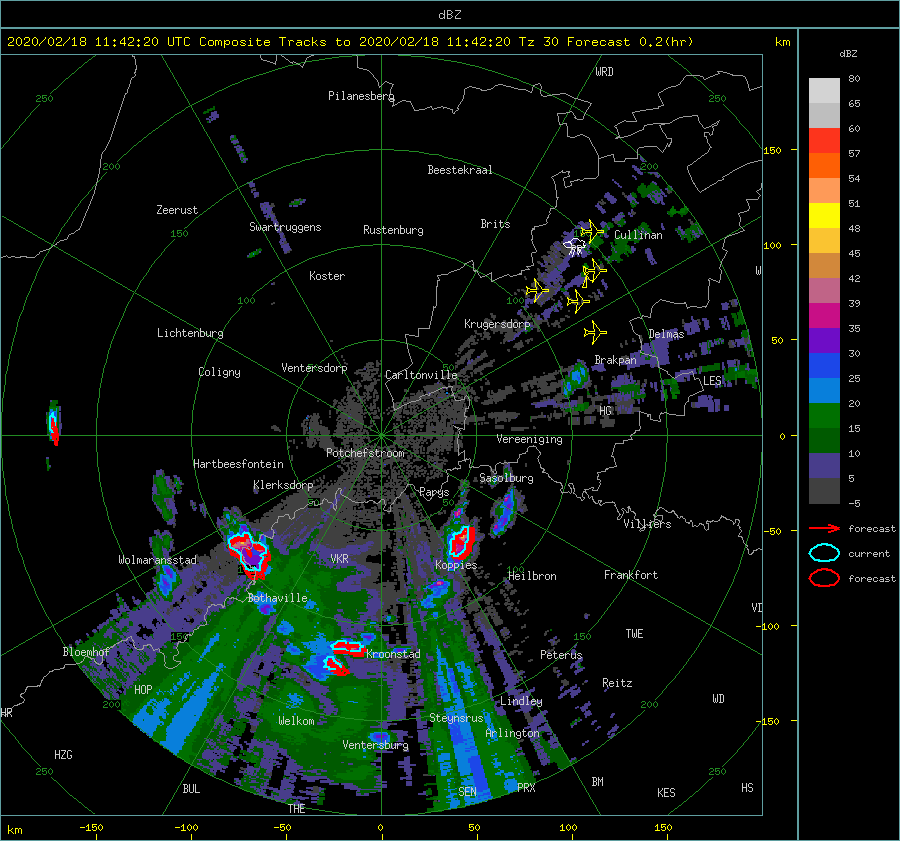 dBZ
2020/02/18 11:42:20 UTC Composite Tracks to 2020/02/18 11:42:20 Tz 30 Forecast 0.2(hr)
km
dBZ
WRD
80
Pilanesberg
250
250
65
60
150
57
200
Beestekraal
200
54
Zeerust
51
Swartruggens
Brits
150
Rustenburg
Cullinan
48
100
45
Koster
42
100
100
39
Krugersdorp
35
Lichtenburg
Delmas
50
30
Brakpan
Coligny
Ventersdorp
Carltonville
25
LES
20
HG
15
Vereeniging
0
Potchefstroom
10
Hartbeesfontein
-5
Klerksdorp
Sasolburg
Parys
50
50
Villiers
-50
forecast
Wolmaransstad
VKR
current
Koppies
100
Heilbron
Frankfort
forecast
Bothaville
VD
-100
150
150
TWE
Bloemhof
Kroonstad
Peterus
HOP
Reitz
200
Lindley
200
WD
HR
Welkom
Steynsrus
-150
Arlington
Ventersburg
HZG
250
250
BUL
SEN
PRX
BM
KES
HS
THE
km
-150
-100
-50
0
50
100
150